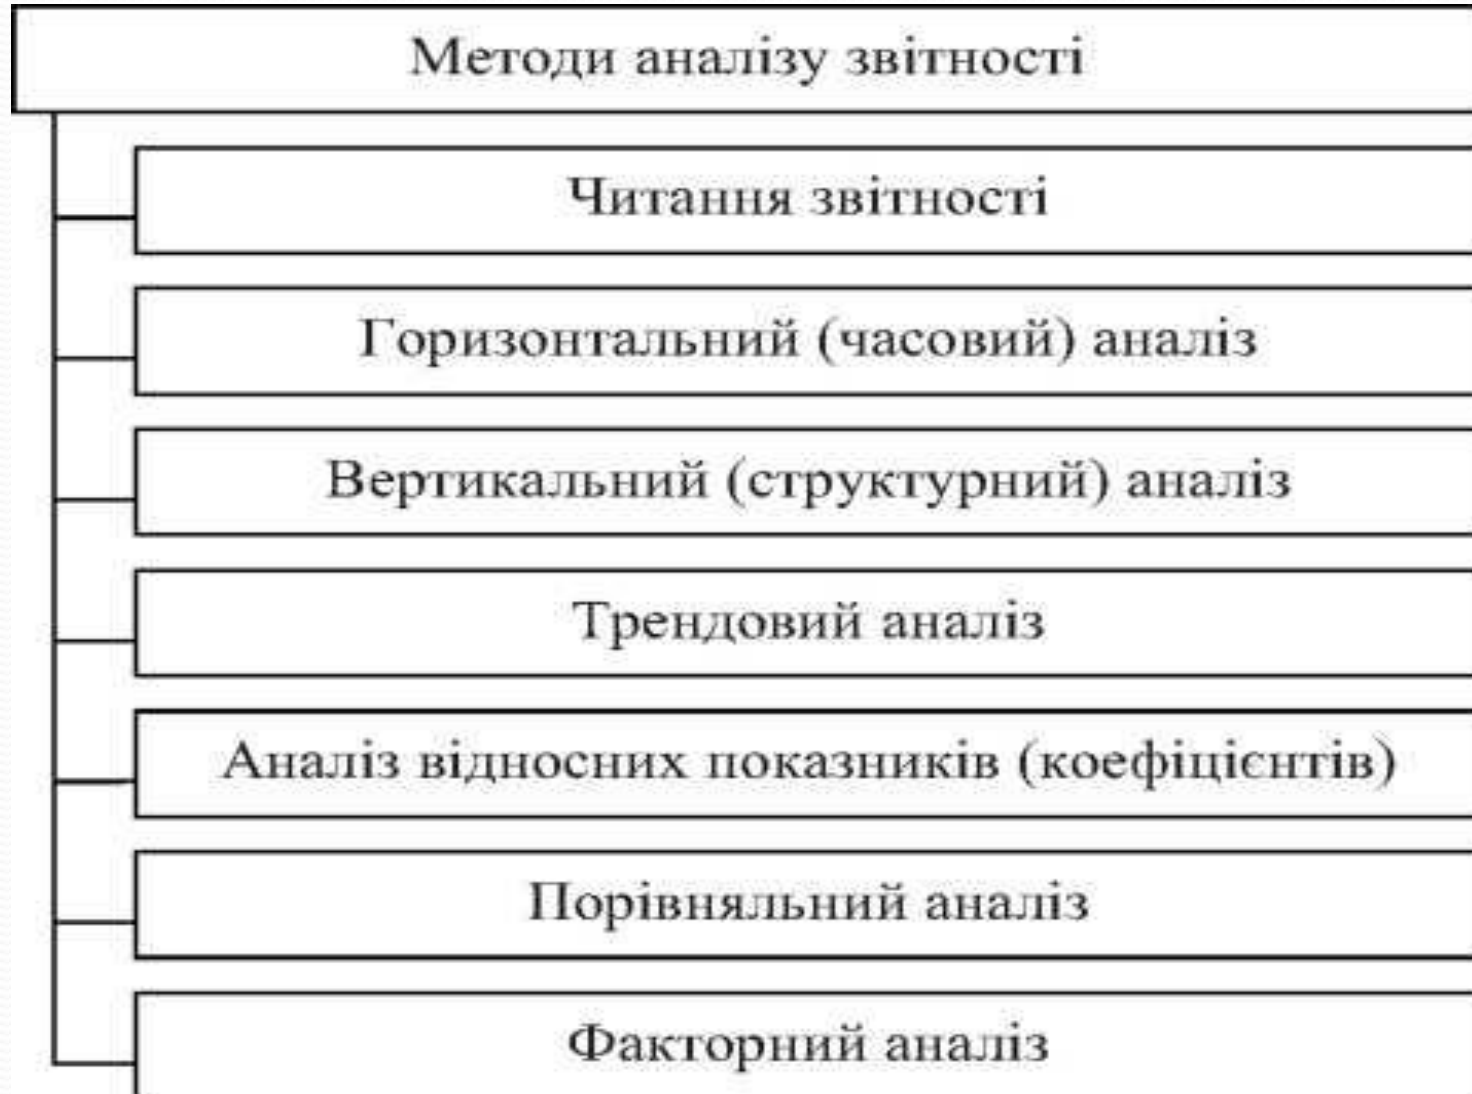 Методи аналізу звітності
Читання звітності
Горизонтальний (часовий) аналіз
Вертикальний (структурний) аналіз
Трендовий аналіз
Аналіз відносних показників (коефіцієнтів)
Порівняльний аналіз
Факторний аналіз